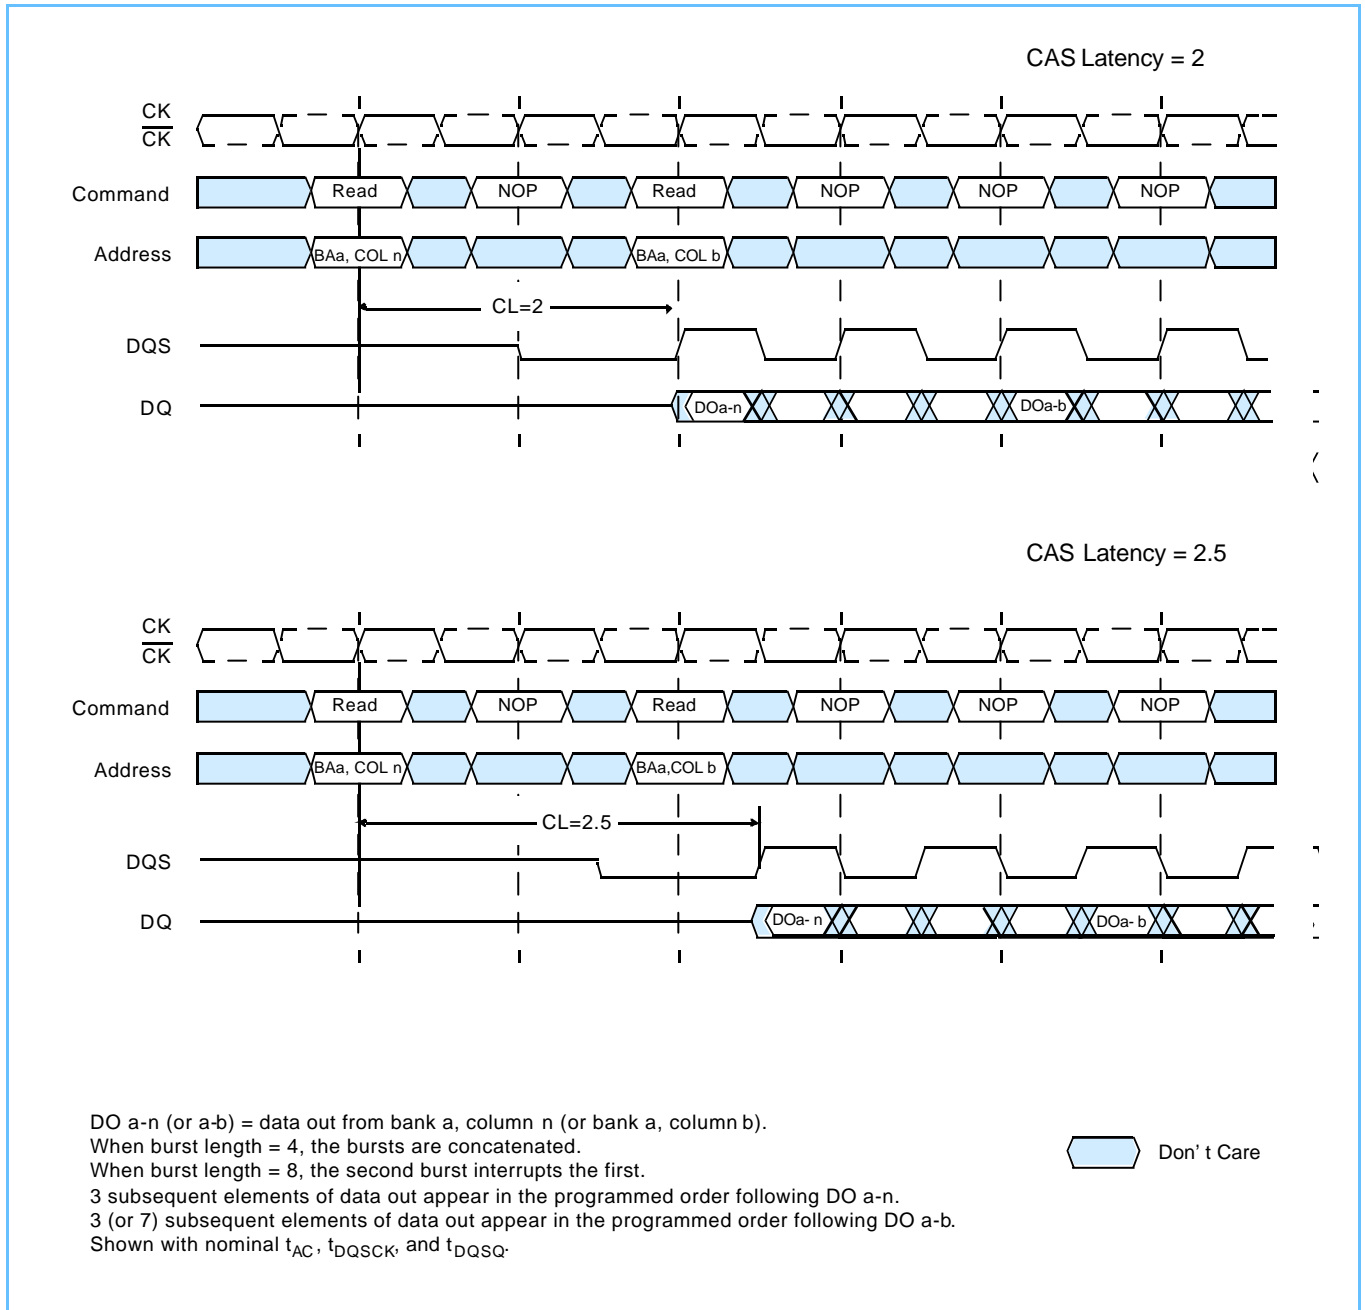 CAS Latency = 2
CK
CK
Command Read NOP Read NOP NOP NOP
Address BAa, COL n BAa, COL b
CL=2
DQS
DQ DOa-n DOa-b
CAS Latency = 2.5
CK
CK
Command Read NOP Read NOP NOP NOP
Address BAa, COL n BAa,COL b
CL=2.5
DQS
DQ DOa- n DOa- b
DO a-n (or a-b) = data out from bank a, column n (or bank a, column b).
When burst length = 4, the bursts are concatenated.
When burst length = 8, the second burst interrupts the first.
3 subsequent elements of data out appear in the programmed order following DO a-n.
3 (or 7) subsequent elements of data out appear in the programmed order following DO a-b.
Shown with nominal tAC, tDQSCK, and tDQSQ.
Don' t Care